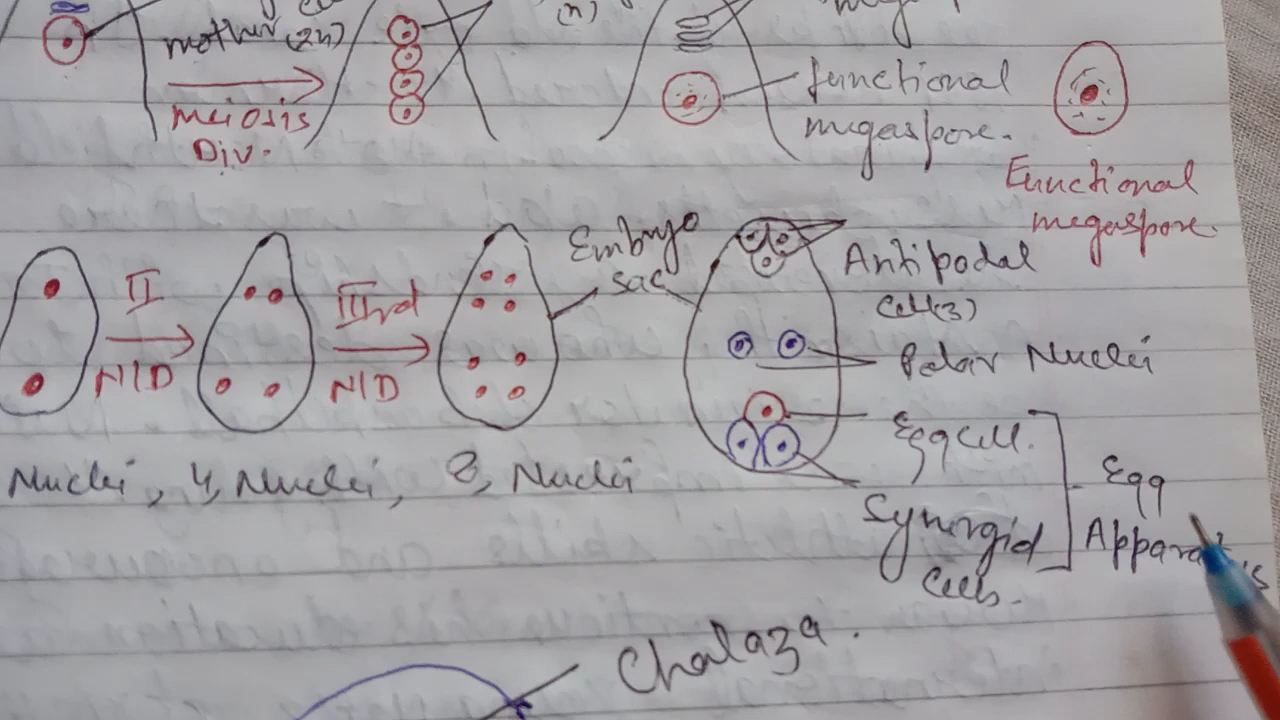 mother (2n)
(n)
meiosis
Div.
functional
megaspore.
Functional
megaspore.
Embryo
sac
Antipodal
Cell(3)
II
N/D
IIIrd
N/D
Polar Nuclei
Egg cell.
Synergid
Cells.
Egg
Apparatus
Nuclei, 4, Nuclei, 8, Nuclei
Chalaza.